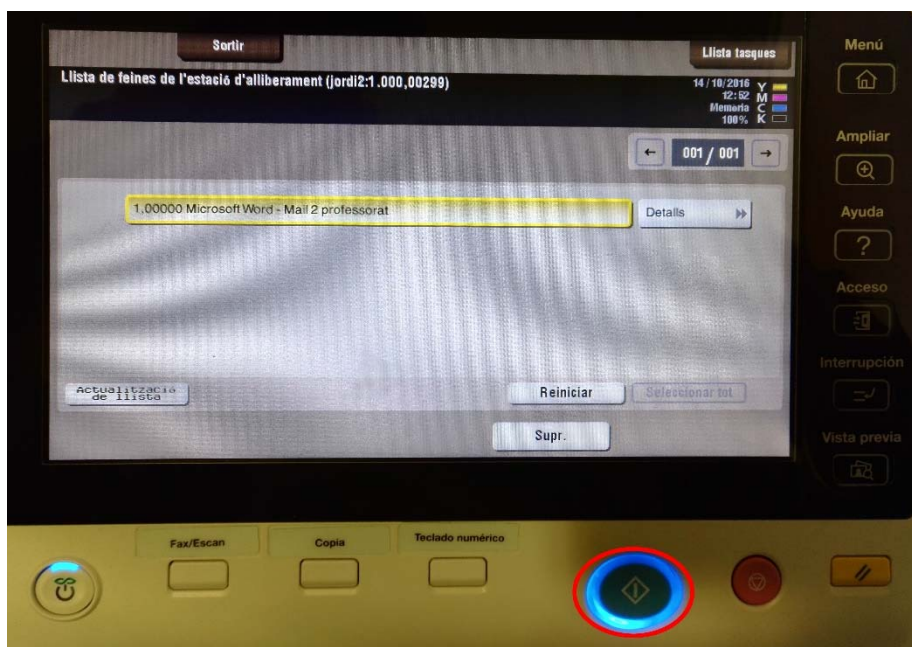 Sortir
Llista tasques
Menú
Llista de feines de l'estació d'alliberament (jordi2:1.000,00299)
14/10/2016
12:52
Memoria
100%
Y
M
C
K
Ampliar
← 001 / 001 →
1,00000 Microsoft Word - Mail 2 professorat
Detalls
Ayuda
?
Acceso
Interrupción
Actualització
de llista
Reiniciar
Seleccionar tot
Supr.
Vista previa
Fax/Escan
Copia
Teclado numérico